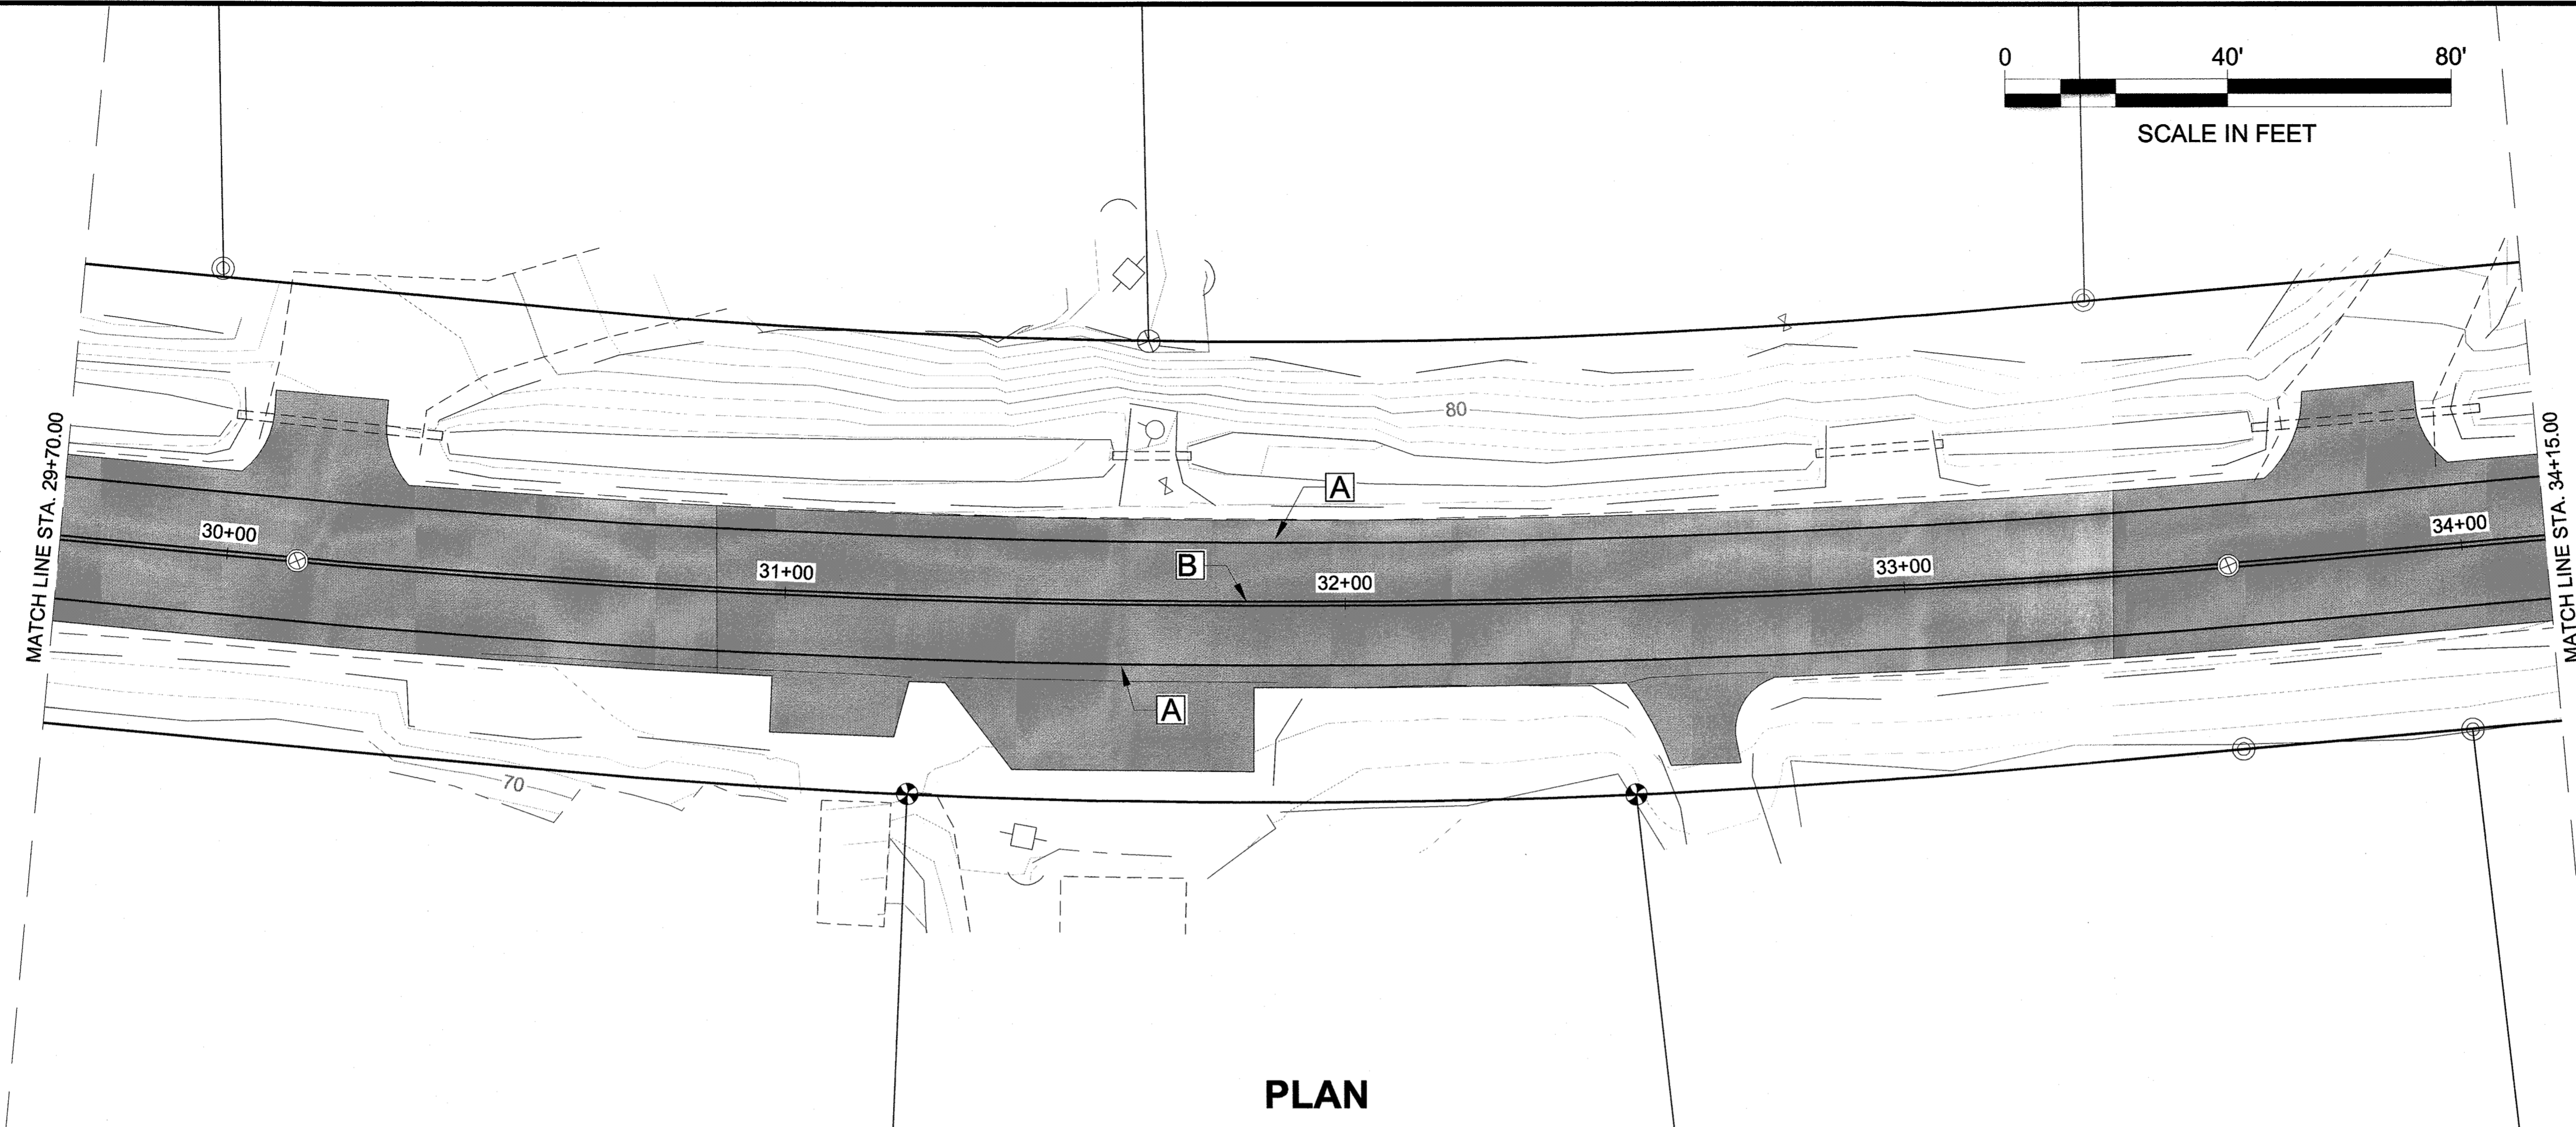 0 40' 80'
SCALE IN FEET
MATCH LINE STA. 29+70.00
MATCH LINE STA. 34+15.00
80
A
30+00
34+00
B
31+00
32+00
33+00
A
70
PLAN